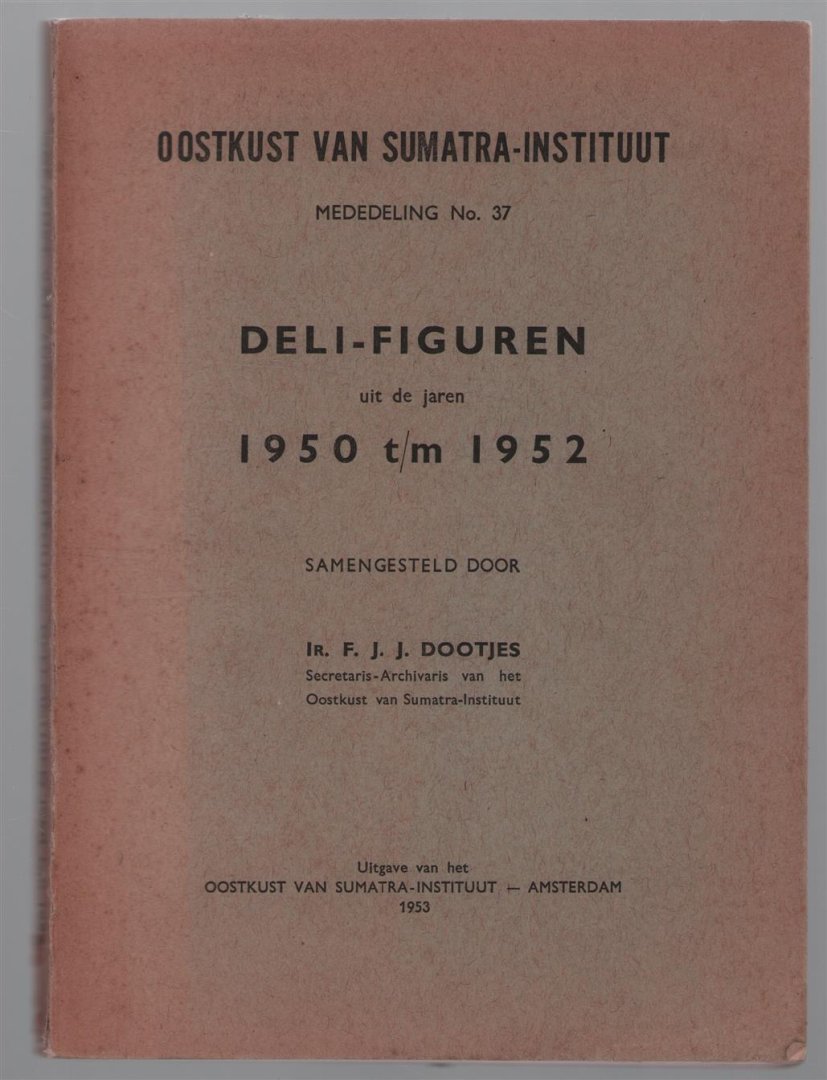 OOSTKUST VAN SUMATRA-INSTITUUT
MEDEDELING No. 37
DELI-FIGUREN
uit de jaren
1950 t/m 1952
SAMENGESTELD DOOR
IR. F. J. J. DOOTJES
Secretaris-Archivaris van het
Oostkust van Sumatra-Instituut
Uitgave van het
OOSTKUST VAN SUMATRA-INSTITUUT — AMSTERDAM
1953